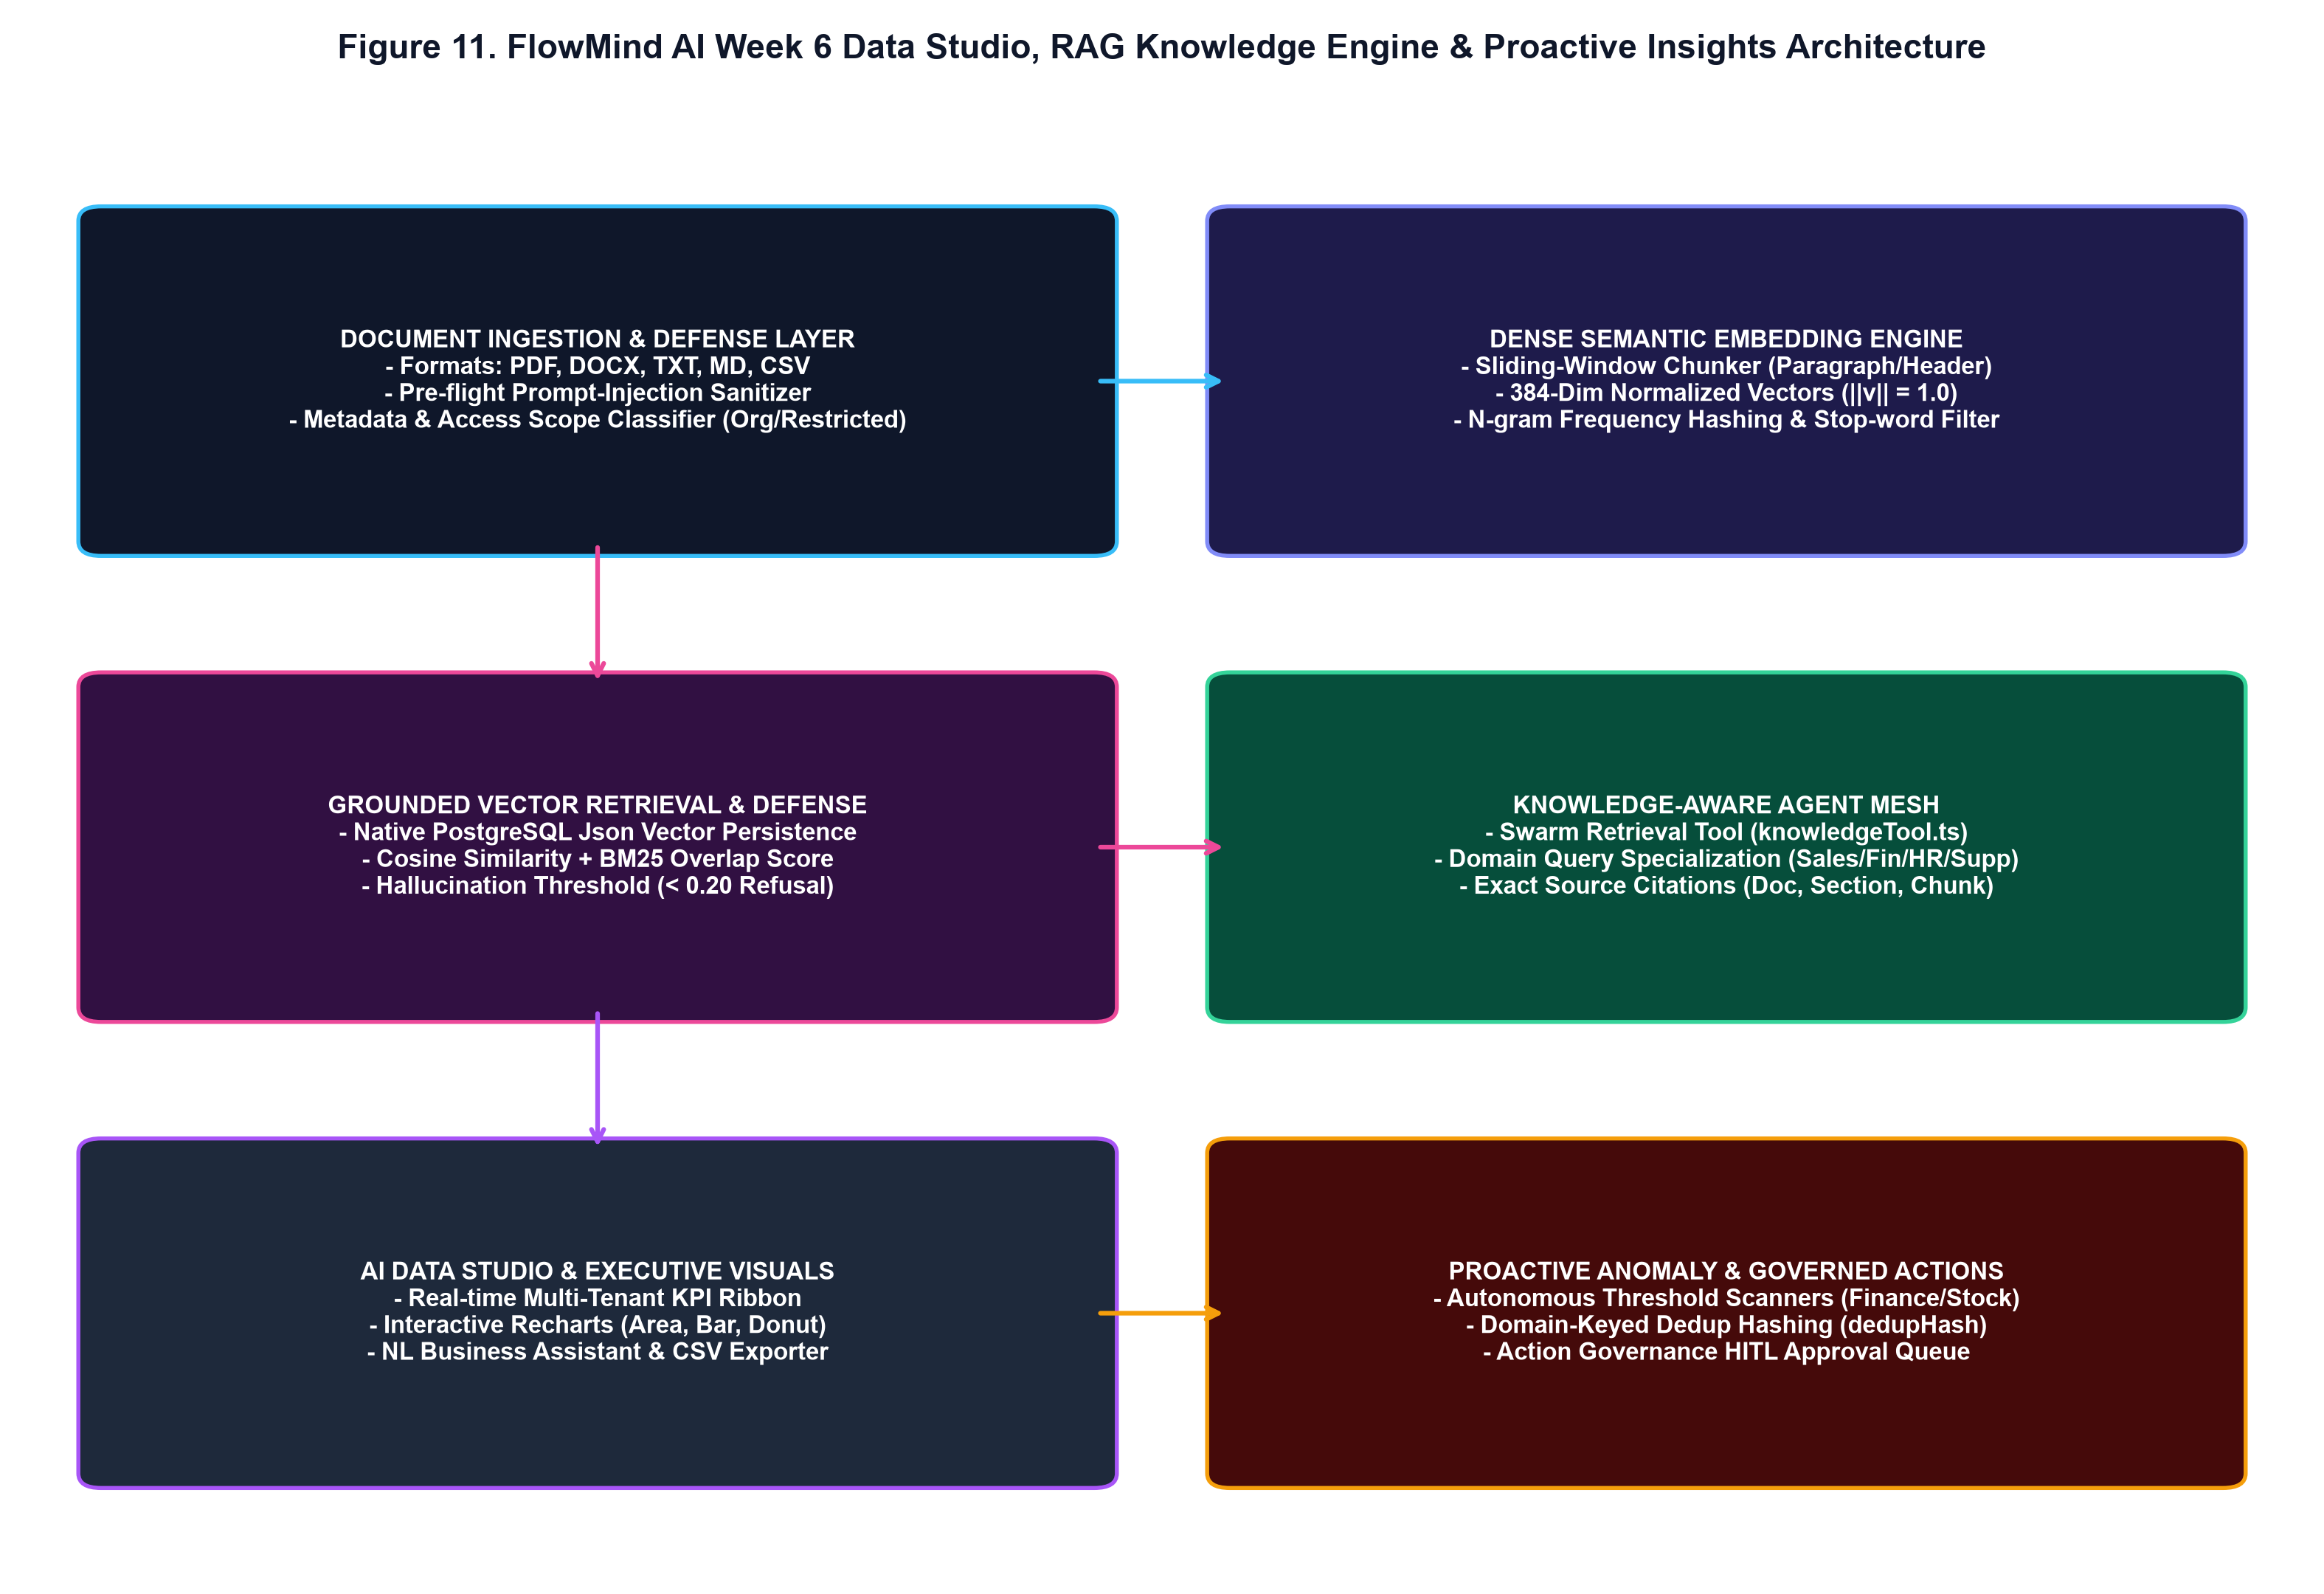 Figure 11. FlowMind AI Week 6 Data Studio, RAG Knowledge Engine & Proactive Insights Architecture
DOCUMENT INGESTION & DEFENSE LAYER
- Formats: PDF, DOCX, TXT, MD, CSV
- Pre-flight Prompt-Injection Sanitizer
- Metadata & Access Scope Classifier (Org/Restricted)
DENSE SEMANTIC EMBEDDING ENGINE
- Sliding-Window Chunker (Paragraph/Header)
- 384-Dim Normalized Vectors (||v|| = 1.0)
- N-gram Frequency Hashing & Stop-word Filter
GROUNDED VECTOR RETRIEVAL & DEFENSE
- Native PostgreSQL Json Vector Persistence
- Cosine Similarity + BM25 Overlap Score
- Hallucination Threshold (< 0.20 Refusal)
KNOWLEDGE-AWARE AGENT MESH
- Swarm Retrieval Tool (knowledgeTool.ts)
- Domain Query Specialization (Sales/Fin/HR/Supp)
- Exact Source Citations (Doc, Section, Chunk)
AI DATA STUDIO & EXECUTIVE VISUALS
- Real-time Multi-Tenant KPI Ribbon
- Interactive Recharts (Area, Bar, Donut)
- NL Business Assistant & CSV Exporter
PROACTIVE ANOMALY & GOVERNED ACTIONS
- Autonomous Threshold Scanners (Finance/Stock)
- Domain-Keyed Dedup Hashing (dedupHash)
- Action Governance HITL Approval Queue